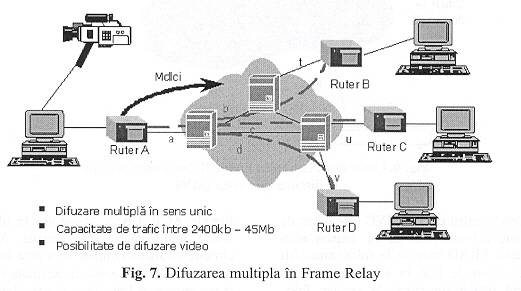 Mdlci
t
Ruter B
b
Ruter A
a
c
u
Ruter C
d
v
Ruter D
▪ Difuzare multiplă în sens unic
▪ Capacitate de trafic între 2400kb – 45Mb
▪ Posibilitate de difuzare video
Fig. 7. Difuzarea multipla în Frame Relay